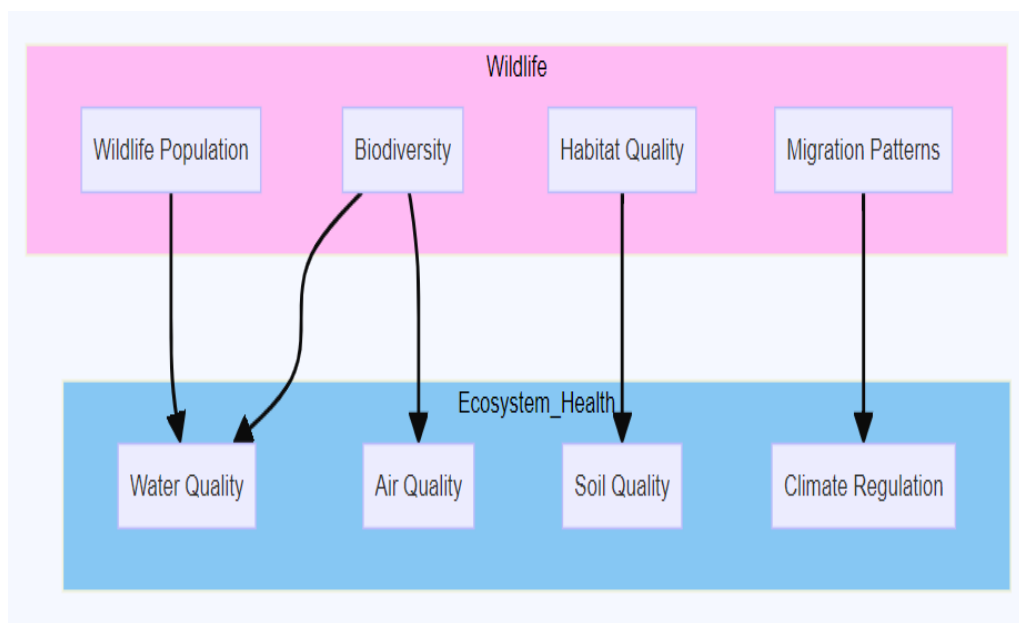 Wildlife
Wildlife Population
Biodiversity
Habitat Quality
Migration Patterns
Ecosystem_Health
Water Quality
Air Quality
Soil Quality
Climate Regulation